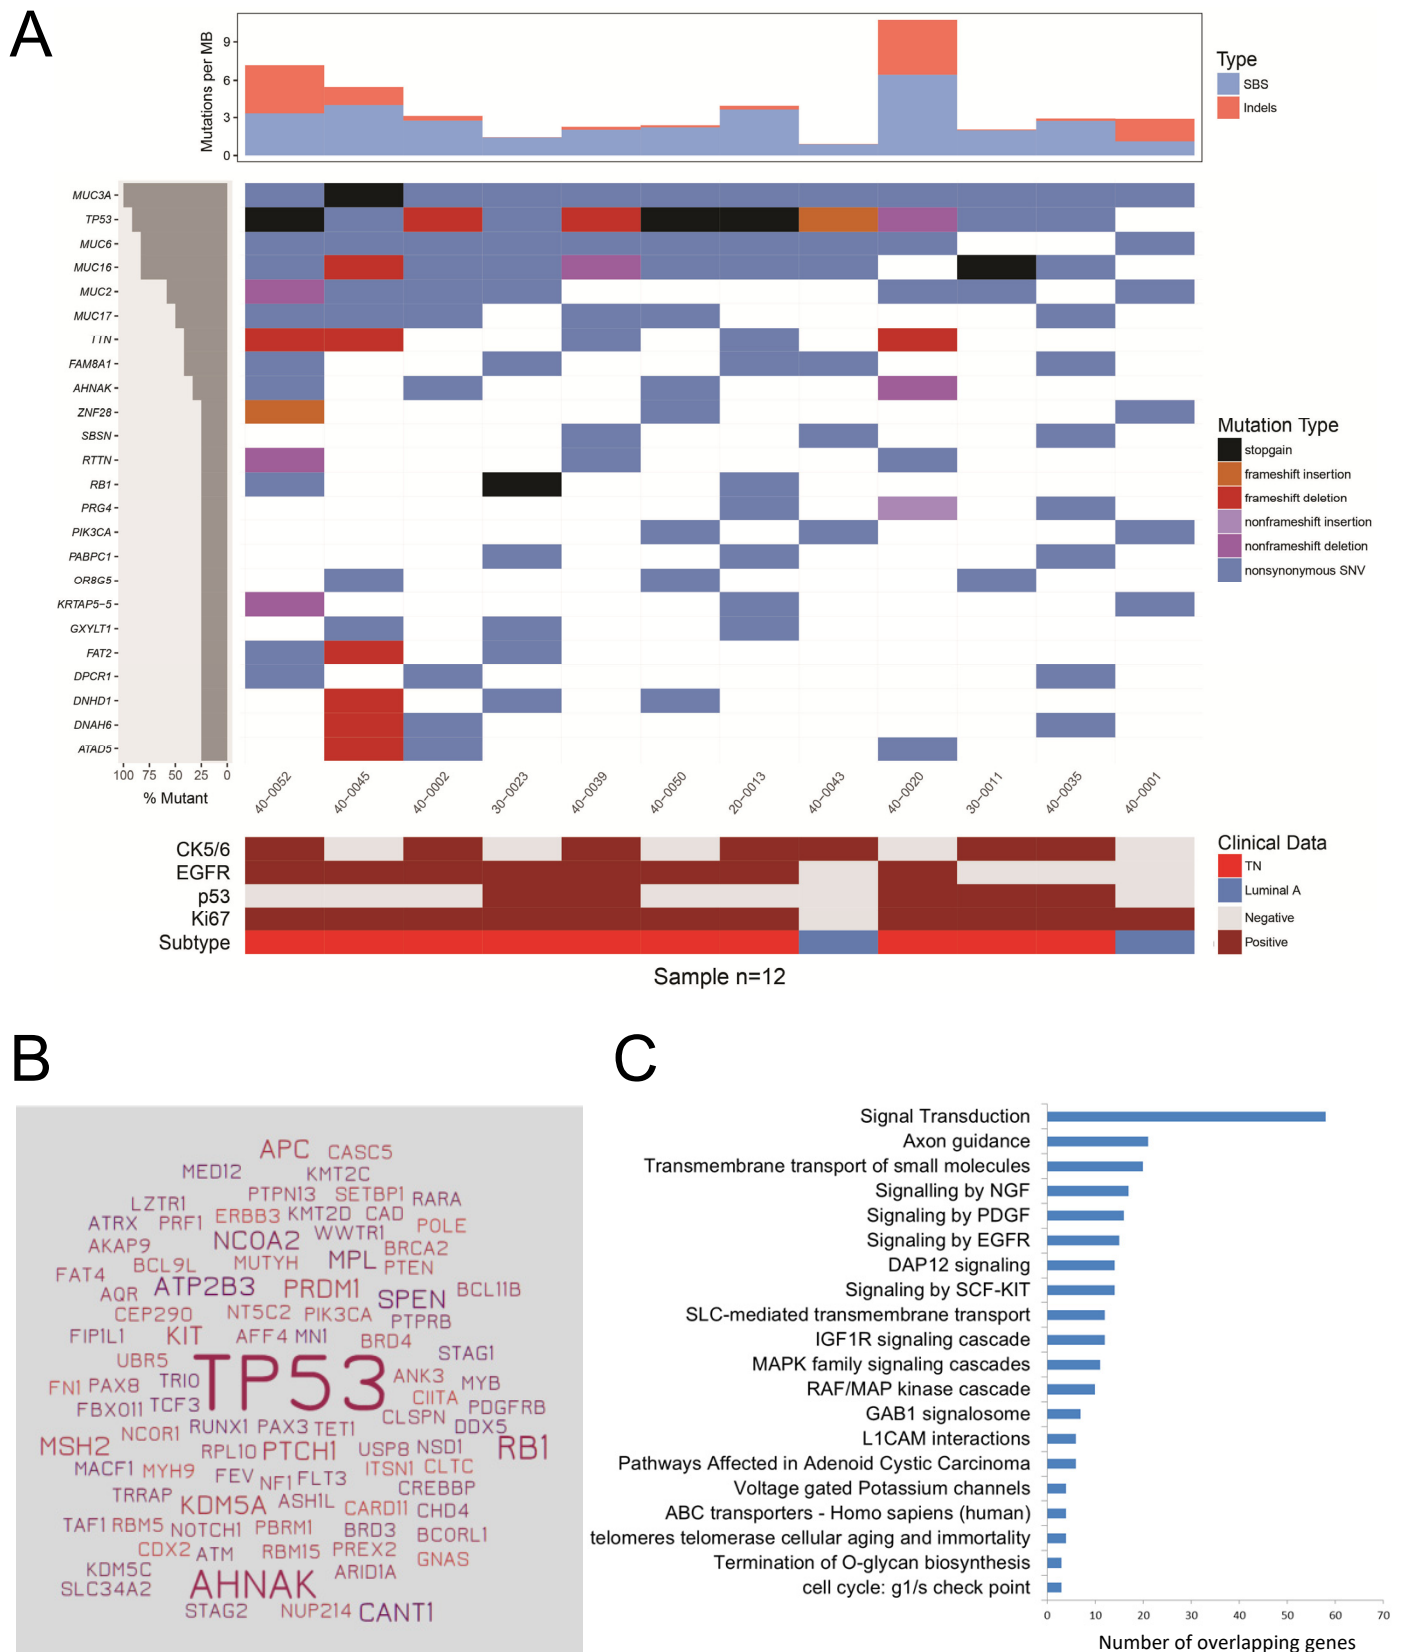 A
Mutations per MB
9
6
3
0
Type
SBS
Indels
MUC3A
TP53
MUC6
MUC16
MUC2
MUC17
TTN
FAM8A1
AHNAK
ZNF28
SBSN
RTTN
RB1
PRG4
PIK3CA
PABPC1
OR8G5
KRTAP5-5
GXYLT1
FAT2
DPCR1
DNHD1
DNAH6
ATAD5
100 75 50 25 0
% Mutant
Mutation Type
stopgain
frameshift insertion
frameshift deletion
nonframeshift insertion
nonframeshift deletion
nonsynonymous SNV
40-0052 40-0045 40-0002 30-0023 40-0039 40-0050 20-0013 40-0043 40-0020 30-0011 40-0035 40-0001
CK5/6
EGFR
p53
Ki67
Subtype
Clinical Data
TN
Luminal A
Negative
Positive
Sample n=12
B
APC CASC5
MED12 KMT2C
PTPN13 SETBP1 RARA
LZTR1
ATRX PRF1 ERBB3 KMT2D CAD POLE
AKAP9 NCOA2 WWTR1 BRCA2
BCL9L MUTYH MPL PTEN
FAT4 ATP2B3 PRDM1 BCL11B
AQR SPEN
CEP290 NT5C2 PIK3CA PTPRB
FIP1L1 KIT AFF4 MN1 BRD4
UBR5 TP53 STAG1
FN1 PAX8 TRIO ANK3 MYB
FBXO11 TCF3 CIITA PDGFRB
RUNX1 PAX3 TET1 CLSPN DDX5
NCOR1
MSH2 RPL10 PTCH1 USP8 NSD1 RB1
MACF1 MYH9 FEV NF1 FLT3 ITSN1 CLTC
TRRAP KDM5A ASH1L CREBBP
CARD11 CHD4
TAF1 RBM5 NOTCH1 PBRM1 BRD3 BCORL1
CDX2 ATM RBM15 PREX2 GNAS
KDM5C ARID1A
SLC34A2 AHNAK
STAG2 NUP214 CANT1
C
Signal Transduction
Axon guidance
Transmembrane transport of small molecules
Signalling by NGF
Signaling by PDGF
Signaling by EGFR
DAP12 signaling
Signaling by SCF-KIT
SLC-mediated transmembrane transport
IGF1R signaling cascade
MAPK family signaling cascades
RAF/MAP kinase cascade
GAB1 signalosome
L1CAM interactions
Pathways Affected in Adenoid Cystic Carcinoma
Voltage gated Potassium channels
ABC transporters - Homo sapiens (human)
telomeres telomerase cellular aging and immortality
Termination of O-glycan biosynthesis
cell cycle: g1/s check point
0 10 20 30 40 50 60 70
Number of overlapping genes